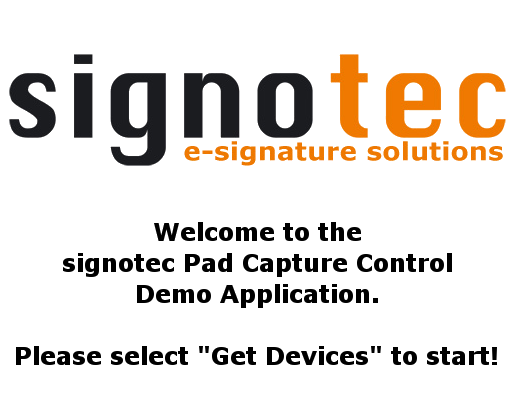 signotec
e-signature solutions
Welcome to the
signotec Pad Capture Control
Demo Application.
Please select "Get Devices" to start!